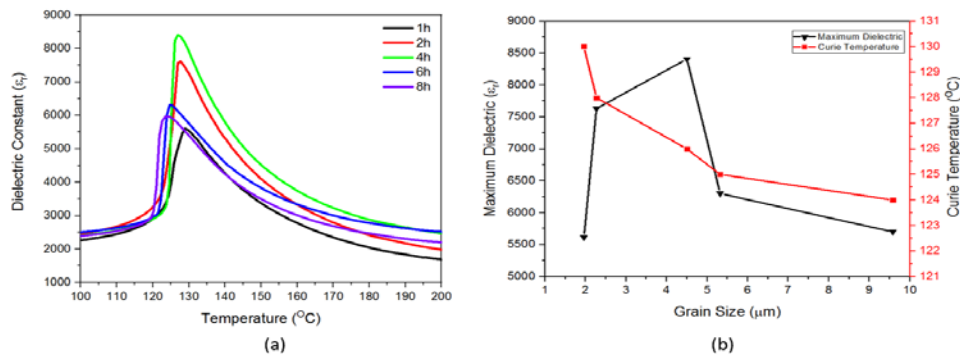 (a)
9000
8000
7000
6000
5000
4000
3000
2000
1000
Dielectric Constant (εr)
1h
2h
4h
6h
8h
100 110 120 130 140 150 160 170 180 190 200
Temperature (OC)
(a)
(b)
9000
8500
8000
7500
7000
6500
6000
5500
5000
Maximum Dielectric (εr)
Maximum Dielectric
Curie Temperature
131
130
129
128
127
126
125
124
123
122
121
Curie Temperature (OC)
1 2 3 4 5 6 7 8 9 10
Grain Size (μm)
(b)